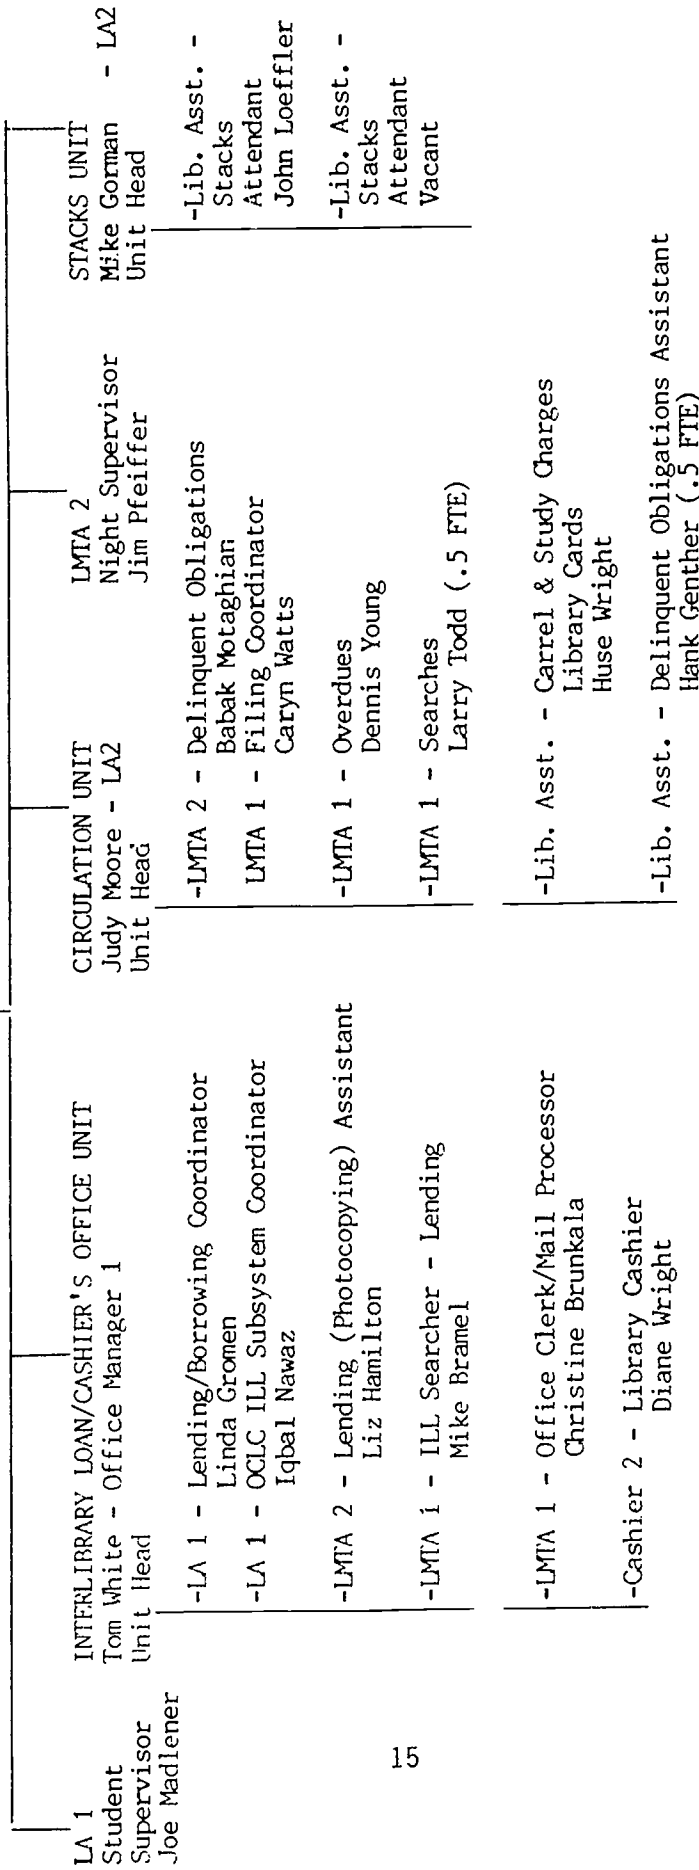 LA 1
Student
Supervisor
Joe Madlener
INTERLIBRARY LOAN/CASHIER'S OFFICE UNIT
Tom White - Office Manager 1
Unit Head
-LA 1 - Lending/Borrowing Coordinator
Linda Gromen
-LA 1 - OCLC ILL Subsystem Coordinator
Iqbal Nawaz
-LMTA 2 - Lending (Photocopying) Assistant
Liz Hamilton
-LMTA i - ILL Searcher - Lending
Mike Bramel
-LMTA 1 - Office Clerk/Mail Processor
Christine Brunkala
-Cashier 2 - Library Cashier
Diane Wright
CIRCULATION UNIT
Judy Moore - LA2
Unit Head
-LMTA 2 - Delinquent Obligations
Babak Motaghian
LMTA 1 - Filing Coordinator
Caryn Watts
-LMTA 1 - Overdues
Dennis Young
-LMTA 1 - Searches
Larry Todd (.5 FTE)
-Lib. Asst. - Carrel & Study Charges
Library Cards
Huse Wright
-Lib. Asst. - Delinquent Obligations Assistant
Hank Genther (.5 FTE)
LMTA 2
Night Supervisor
Jim Pfeiffer
STACKS UNIT
Mike Gorman - LA2
Unit Head
-Lib. Asst. -
Stacks
Attendant
John Loeffler
-Lib. Asst. -
Stacks
Attendant
Vacant
15